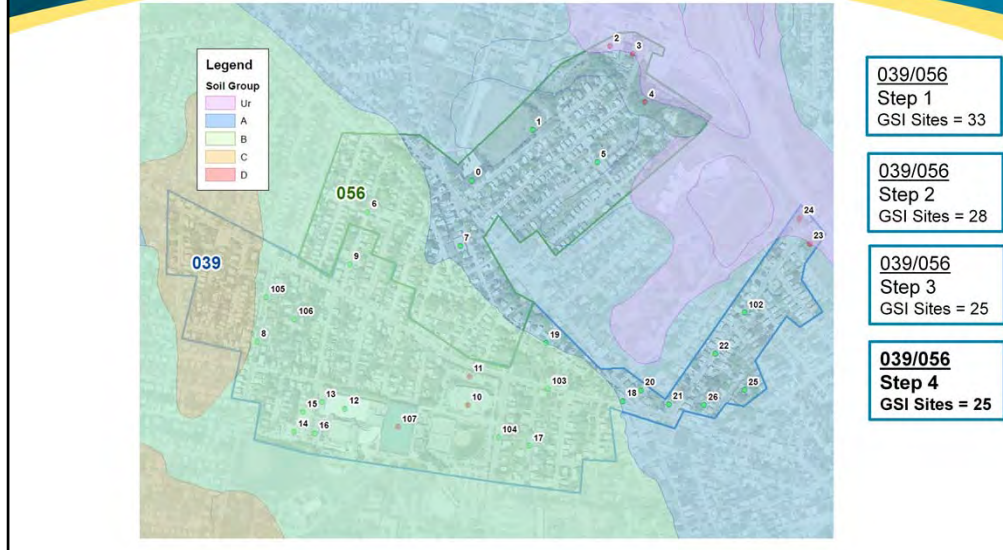 Legend
Soil Group
Ur
A
B
C
D
039/056
Step 1
GSI Sites = 33
039/056
Step 2
GSI Sites = 28
039/056
Step 3
GSI Sites = 25
039/056
Step 4
GSI Sites = 25
2
3
4
1
5
0
056
6
24
7
23
9
039
105
106
102
8
19
22
11
103
20
25
13
10
18
21
26
15
12
107
14
16
104
17